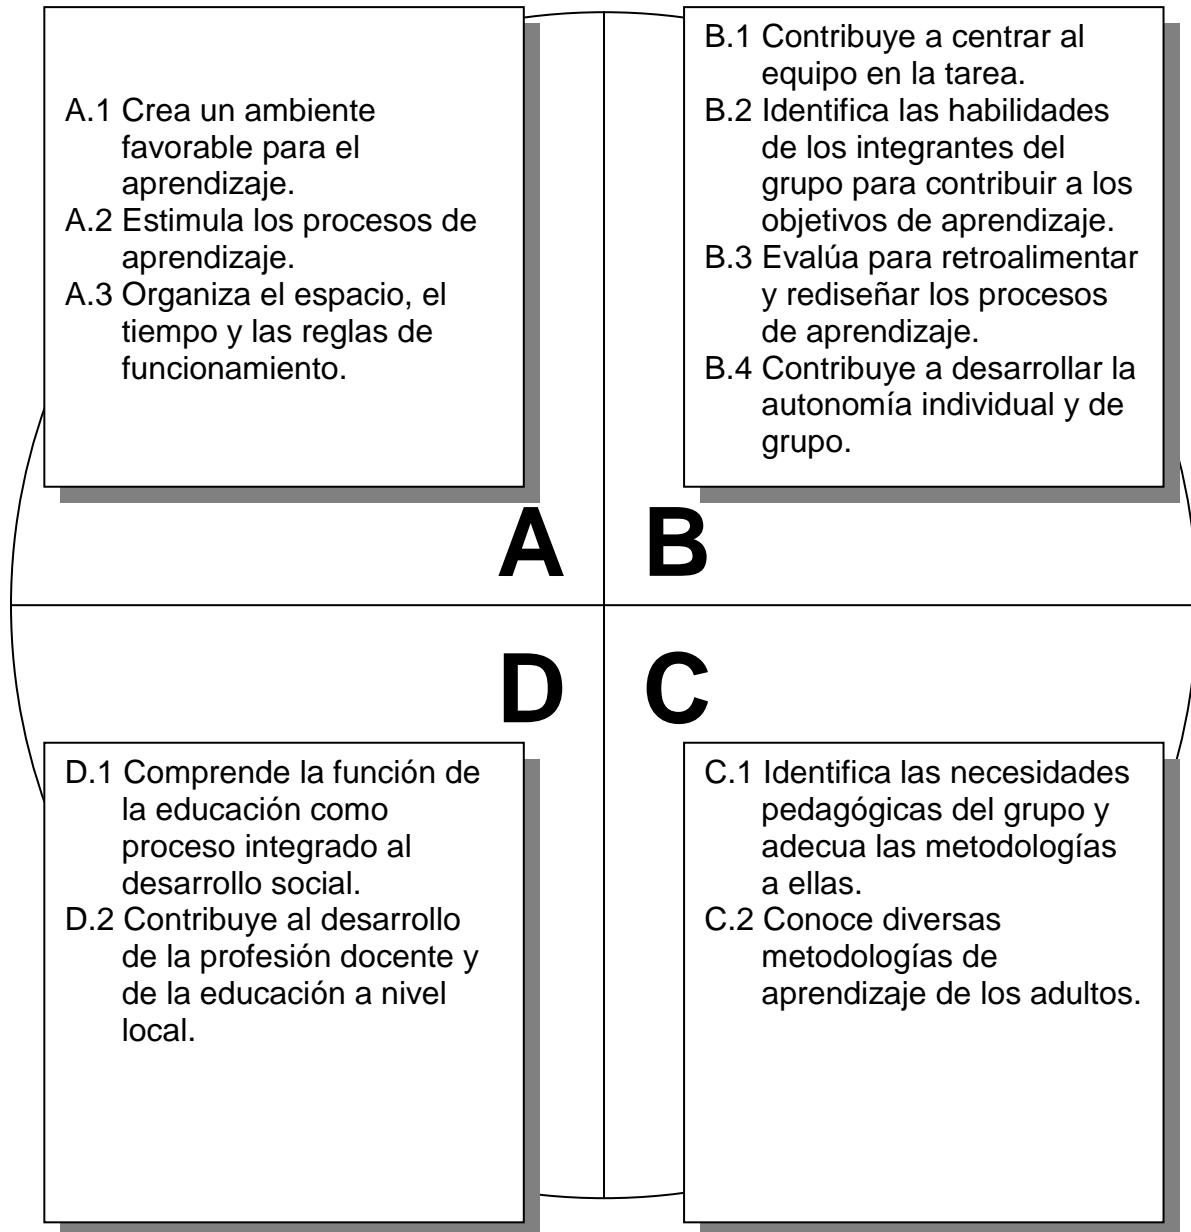 A.1 Crea un ambiente
favorable para el
aprendizaje.
A.2 Estimula los procesos de
aprendizaje.
A.3 Organiza el espacio, el
tiempo y las reglas de
funcionamiento.
B.1 Contribuye a centrar al
equipo en la tarea.
B.2 Identifica las habilidades
de los integrantes del
grupo para contribuir a los
objetivos de aprendizaje.
B.3 Evalúa para retroalimentar
y rediseñar los procesos
de aprendizaje.
B.4 Contribuye a desarrollar la
autonomía individual y de
grupo.
A
B
D
C
D.1 Comprende la función de
la educación como
proceso integrado al
desarrollo social.
D.2 Contribuye al desarrollo
de la profesión docente y
de la educación a nivel
local.
C.1 Identifica las necesidades
pedagógicas del grupo y
adecua las metodologías
a ellas.
C.2 Conoce diversas
metodologías de
aprendizaje de los adultos.